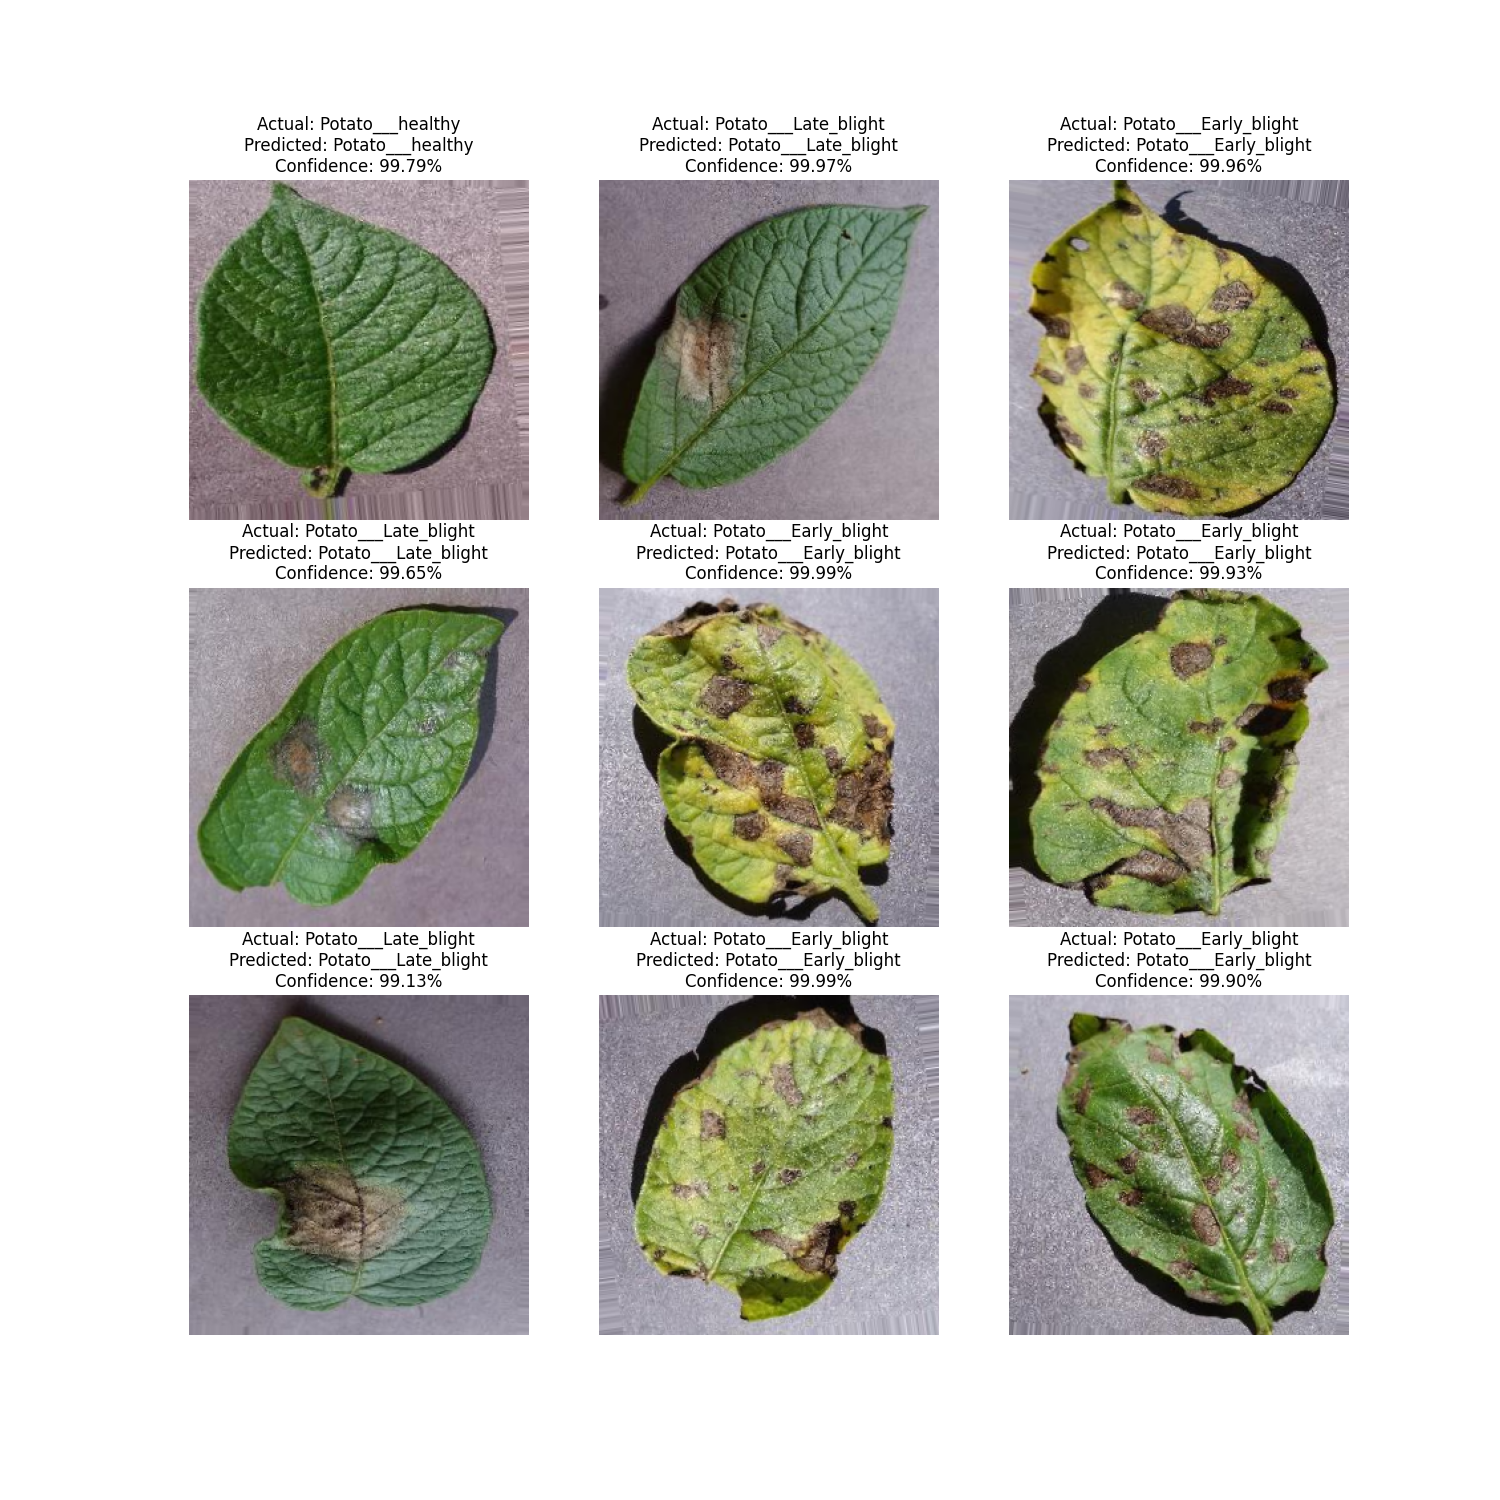 Actual: Potato___healthy
Predicted: Potato___healthy
Confidence: 99.79%
Actual: Potato___Late_blight
Predicted: Potato___Late_blight
Confidence: 99.97%
Actual: Potato___Early_blight
Predicted: Potato___Early_blight
Confidence: 99.96%
Actual: Potato___Late_blight
Predicted: Potato___Late_blight
Confidence: 99.65%
Actual: Potato___Early_blight
Predicted: Potato___Early_blight
Confidence: 99.99%
Actual: Potato___Early_blight
Predicted: Potato___Early_blight
Confidence: 99.93%
Actual: Potato___Late_blight
Predicted: Potato___Late_blight
Confidence: 99.13%
Actual: Potato___Early_blight
Predicted: Potato___Early_blight
Confidence: 99.99%
Actual: Potato___Early_blight
Predicted: Potato___Early_blight
Confidence: 99.90%